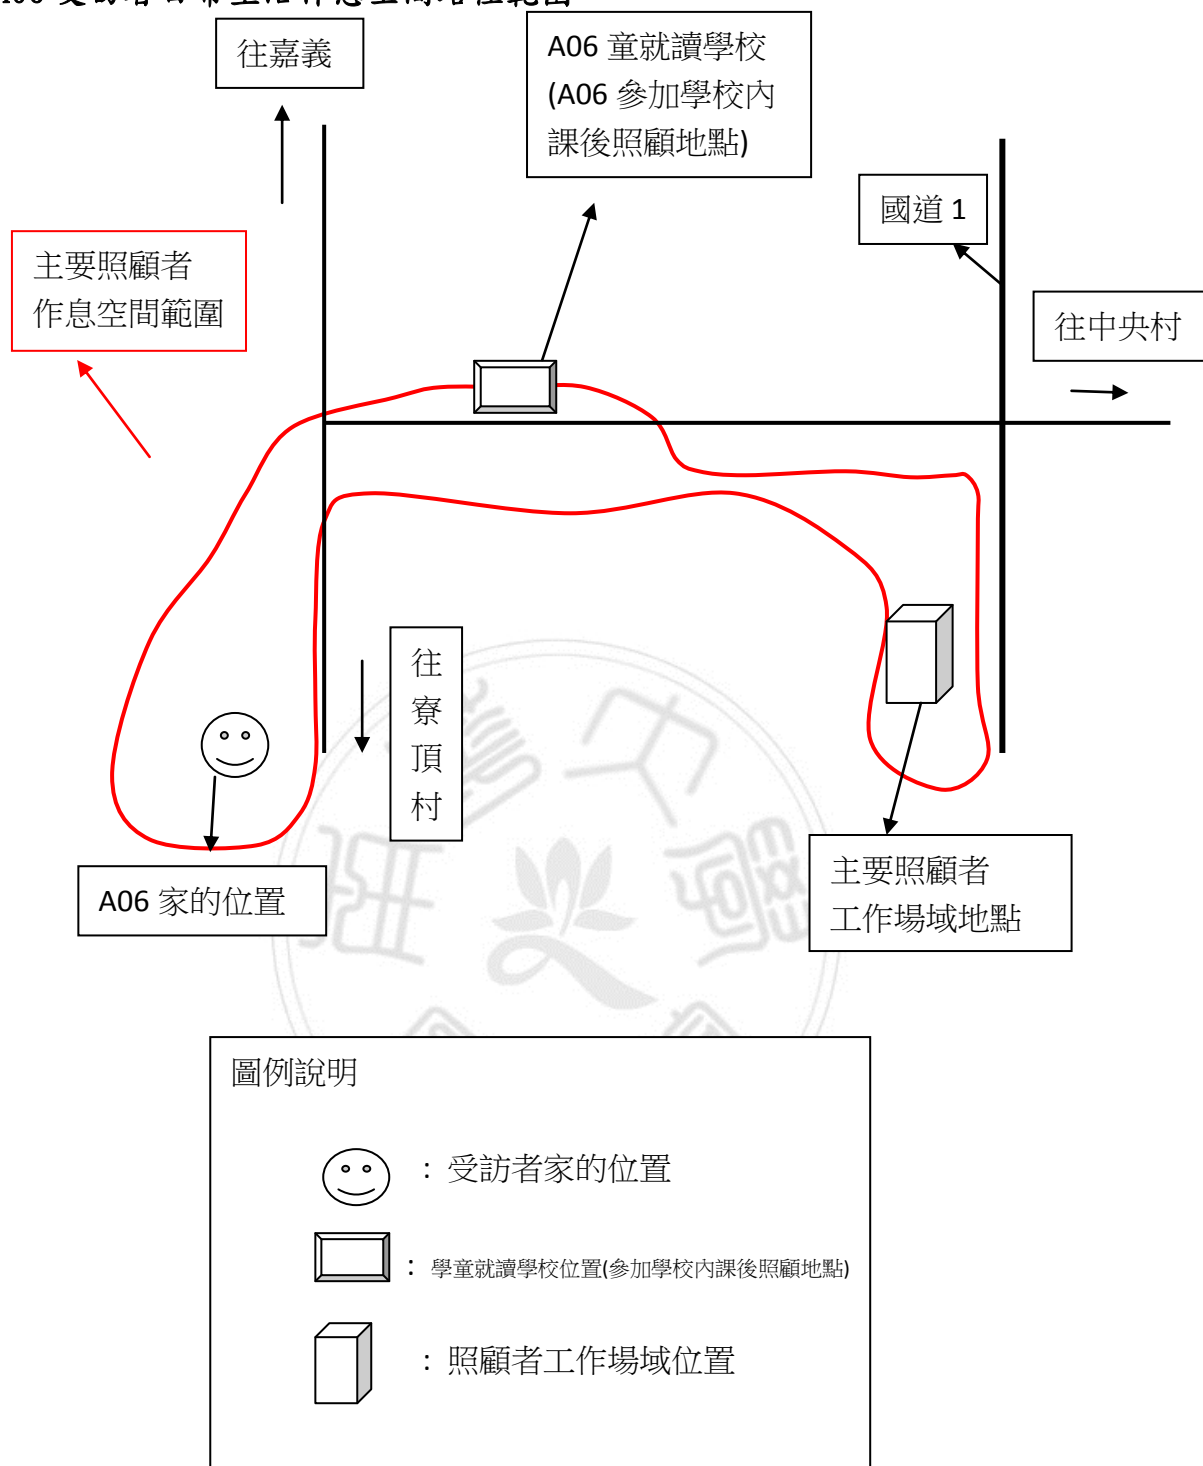 往嘉義
A06 童就讀學校
(A06 參加學校內
課後照顧地點)
國道 1
主要照顧者
作息空間範圍
往中央村
往寮頂村
A06 家的位置
主要照顧者
工作場域地點
圖例說明
：受訪者家的位置
：學童就讀學校位置(參加學校內課後照顧地點)
：照顧者工作場域位置